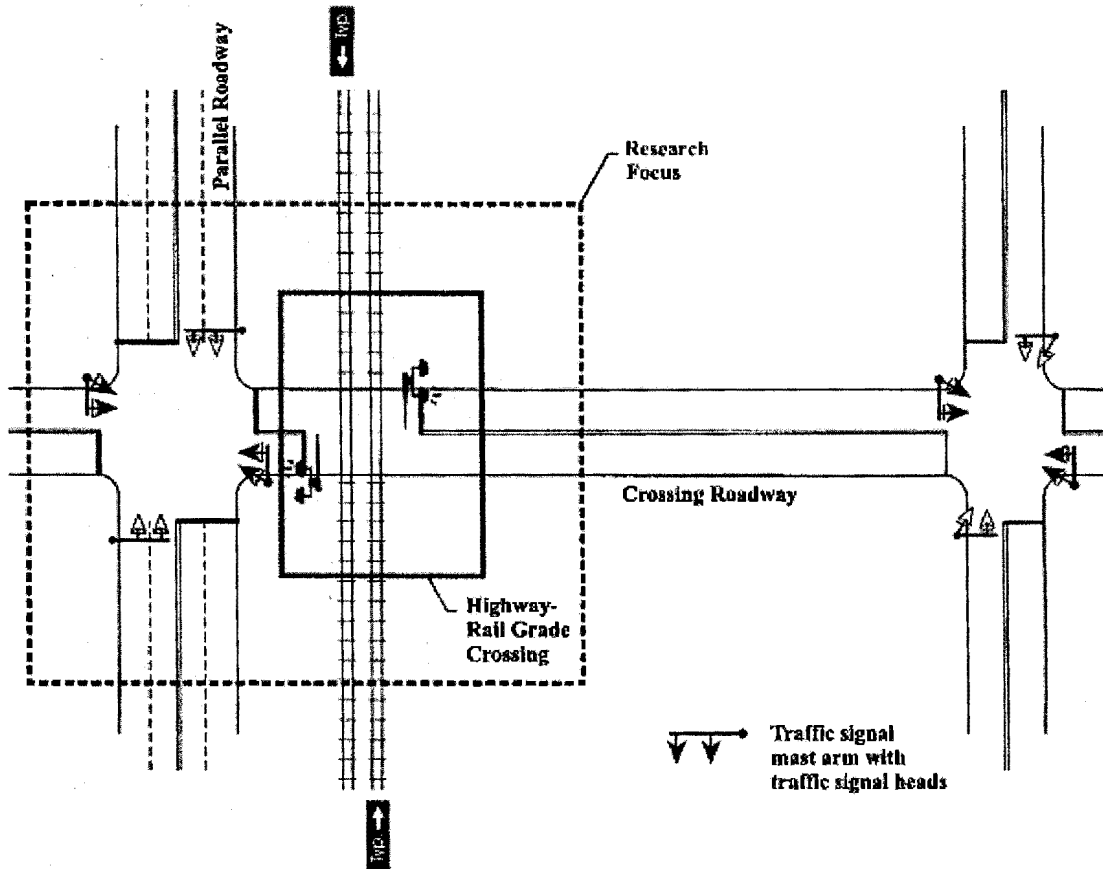 Typ.
Parallel Roadway
Research
Focus
Crossing Roadway
Highway-
Rail Grade
Crossing
Traffic signal
mast arm with
traffic signal heads
Typ.